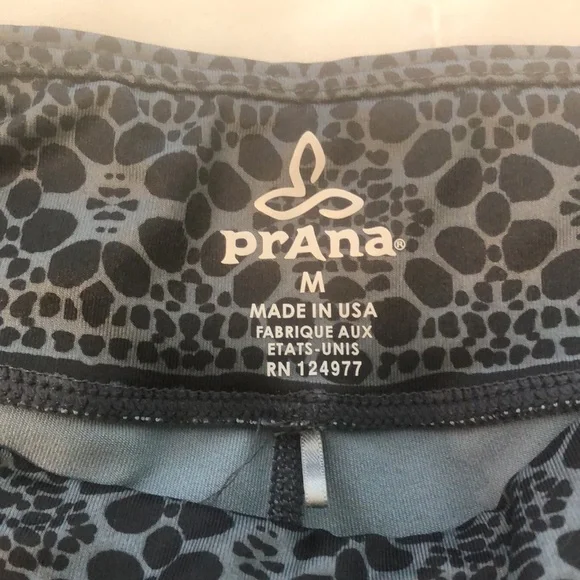 prAna®
M
MADE IN USA
FABRIQUE AUX
ETATS-UNIS
RN 124977